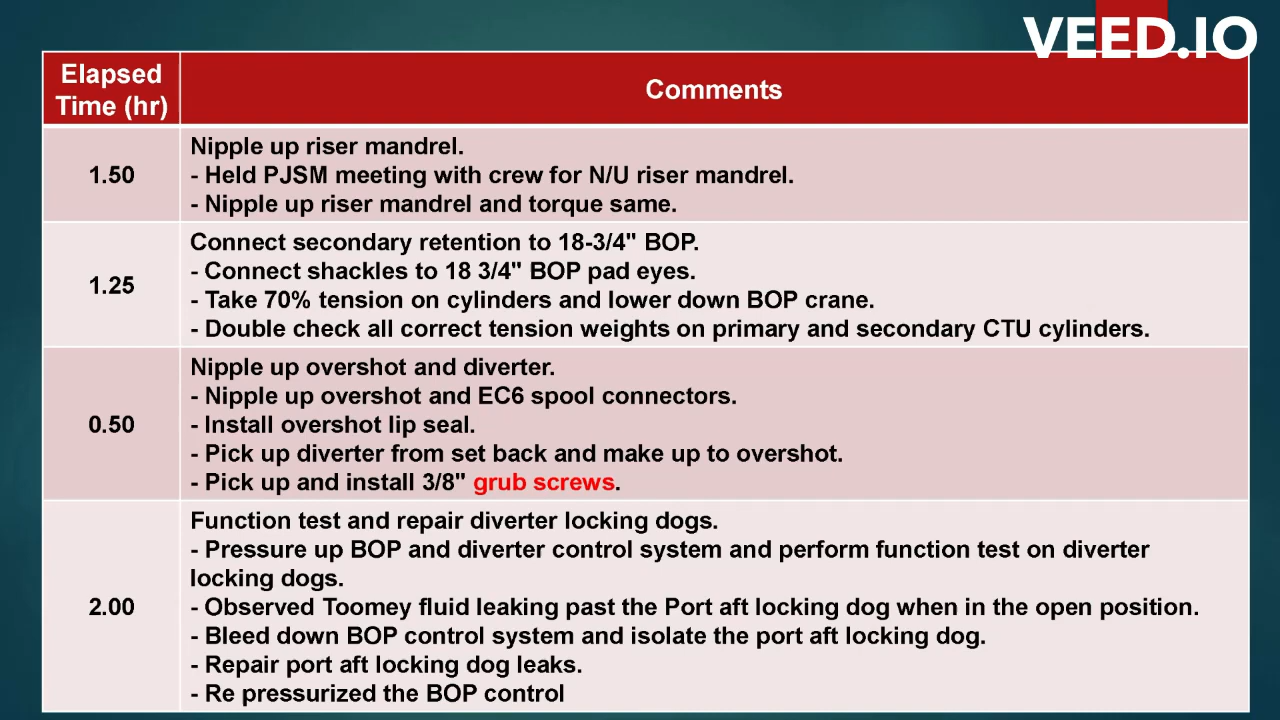 VEED.IO
Elapsed
Time (hr)
Comments
1.50
Nipple up riser mandrel.
- Held PJSM meeting with crew for N/U riser mandrel.
- Nipple up riser mandrel and torque same.
1.25
Connect secondary retention to 18-3/4" BOP.
- Connect shackles to 18 3/4" BOP pad eyes.
- Take 70% tension on cylinders and lower down BOP crane.
- Double check all correct tension weights on primary and secondary CTU cylinders.
0.50
Nipple up overshot and diverter.
- Nipple up overshot and EC6 spool connectors.
- Install overshot lip seal.
- Pick up diverter from set back and make up to overshot.
- Pick up and install 3/8" grub screws.
2.00
Function test and repair diverter locking dogs.
- Pressure up BOP and diverter control system and perform function test on diverter
locking dogs.
- Observed Toomey fluid leaking past the Port aft locking dog when in the open position.
- Bleed down BOP control system and isolate the port aft locking dog.
- Repair port aft locking dog leaks.
- Re pressurized the BOP control